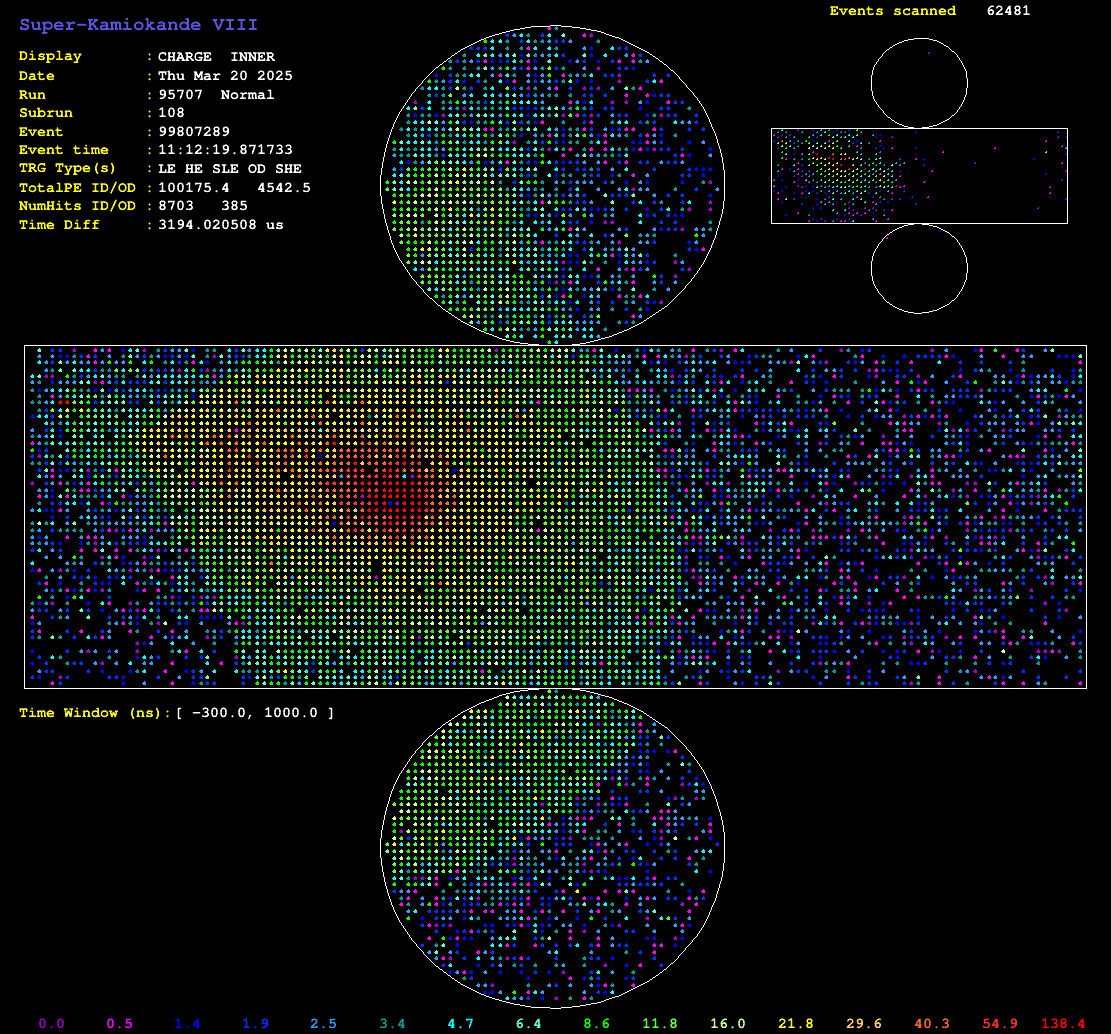 Super-Kamiokande VIII
Events scanned 62481
Display : CHARGE INNER
Date : Thu Mar 20 2025
Run : 95707 Normal
Subrun : 108
Event : 99807289
Event time : 11:12:19.871733
TRG Type(s) : LE HE SLE OD SHE
TotalPE ID/OD : 100175.4 4542.5
NumHits ID/OD : 8703 385
Time Diff : 3194.020508 us
Time Window (ns): [ -300.0, 1000.0 ]
0.0 0.5 1.4 1.9 2.5 3.4 4.7 6.4 8.6 11.8 16.0 21.8 29.6 40.3 54.9 138.4